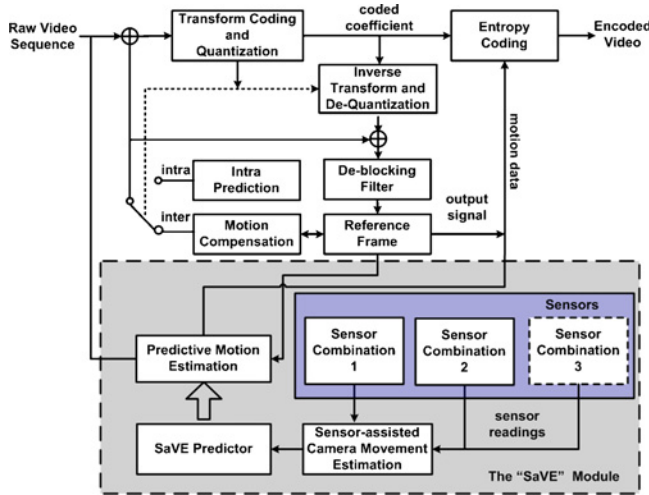 Raw Video
Sequence
Transform Coding
and
Quantization
coded
coefficient
Entropy
Coding
Encoded
Video
Inverse
Transform and
De-Quantization
intra
Intra
Prediction
De-blocking
Filter
motion data
inter
Motion
Compensation
Reference
Frame
output
signal
Sensors
Predictive Motion
Estimation
Sensor
Combination
1
Sensor
Combination
2
Sensor
Combination
3
SaVE Predictor
Sensor-assisted
Camera Movement
Estimation
sensor
readings
The “SaVE” Module